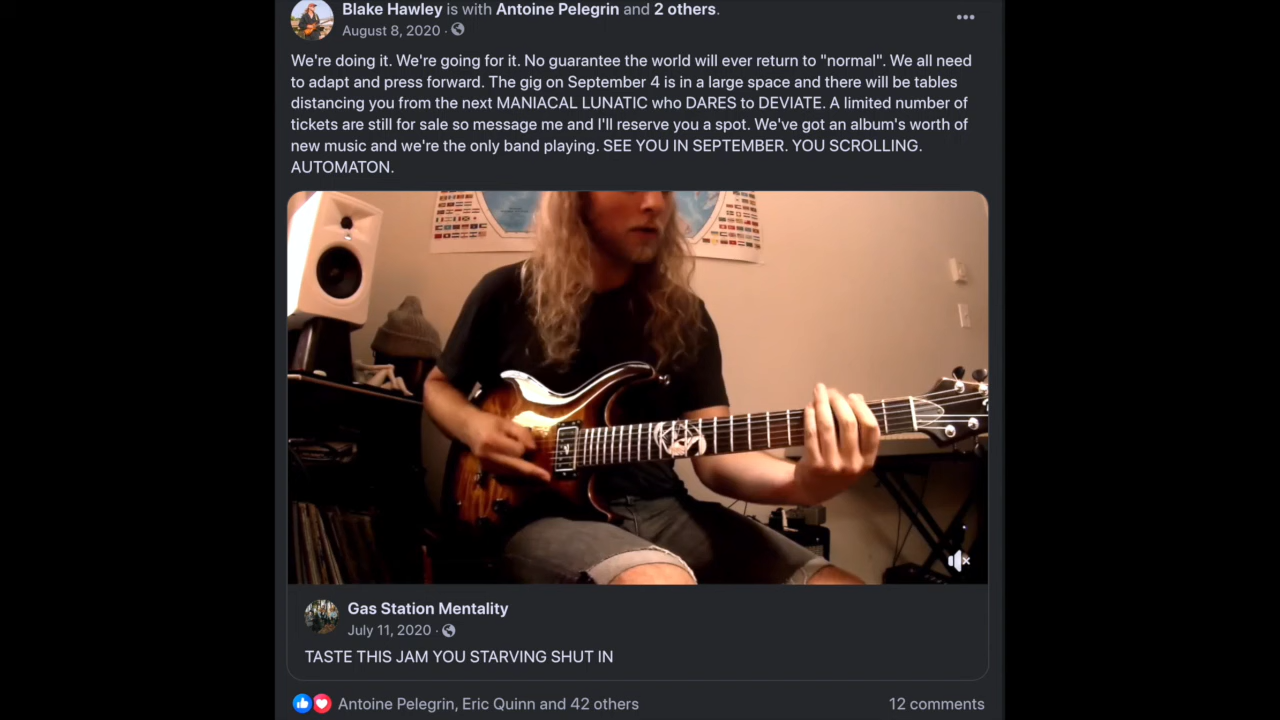 Blake Hawley is with Antoine Pelegrin and 2 others.
August 8, 2020 ·
We're doing it. We're going for it. No guarantee the world will ever return to "normal". We all need
to adapt and press forward. The gig on September 4 is in a large space and there will be tables
distancing you from the next MANIACAL LUNATIC who DARES to DEVIATE. A limited number of
tickets are still for sale so message me and I'll reserve you a spot. We've got an album's worth of
new music and we're the only band playing. SEE YOU IN SEPTEMBER. YOU SCROLLING.
AUTOMATON.
Gas Station Mentality
July 11, 2020 ·
TASTE THIS JAM YOU STARVING SHUT IN
Antoine Pelegrin, Eric Quinn and 42 others
12 comments